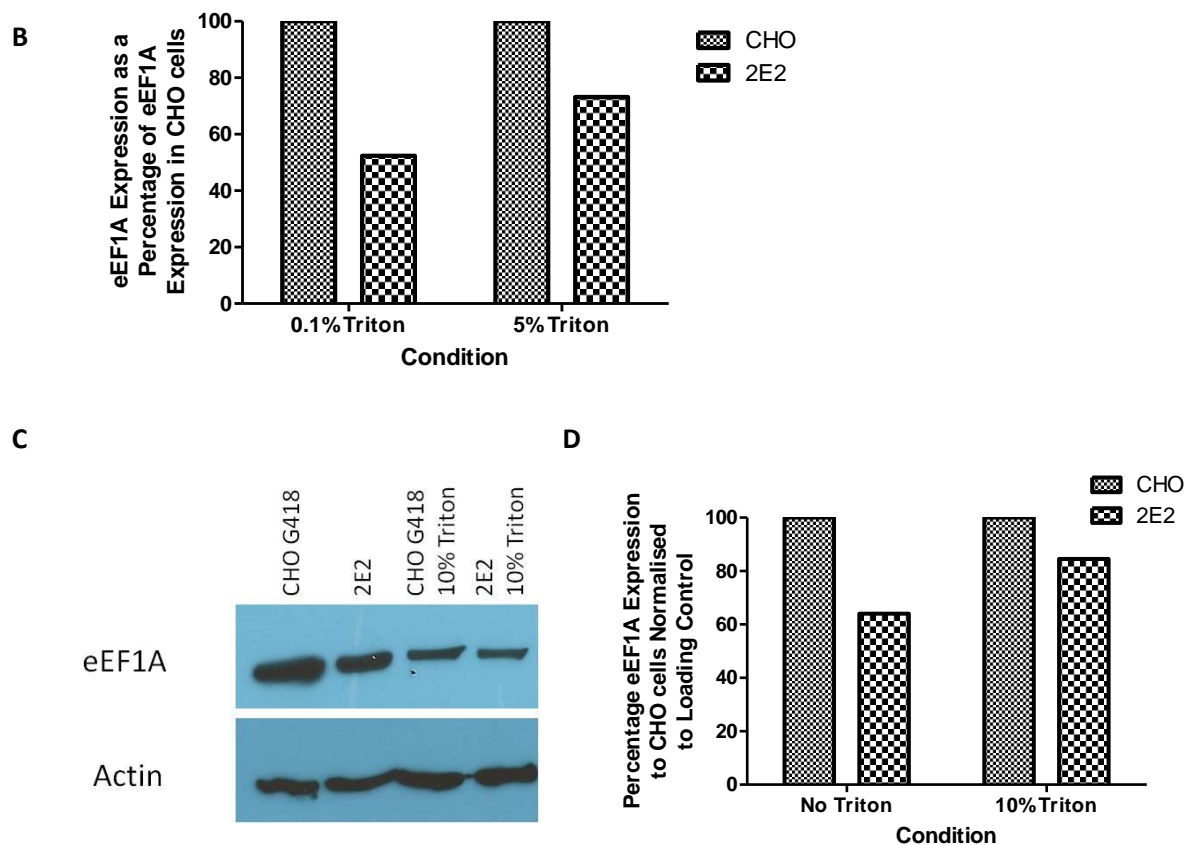 B
eEF1A Expression as a
Percentage of eEF1A
Expression in CHO cells
100
80
60
40
20
0
0.1%Triton
5%Triton
Condition
CHO
2E2
C
CHO G418
2E2
CHO G418
10% Triton
2E2
10% Triton
eEF1A
Actin
D
Percentage eEF1A Expression
to CHO cells Normalised
to Loading Control
100
80
60
40
20
0
No Triton
10%Triton
Condition
CHO
2E2